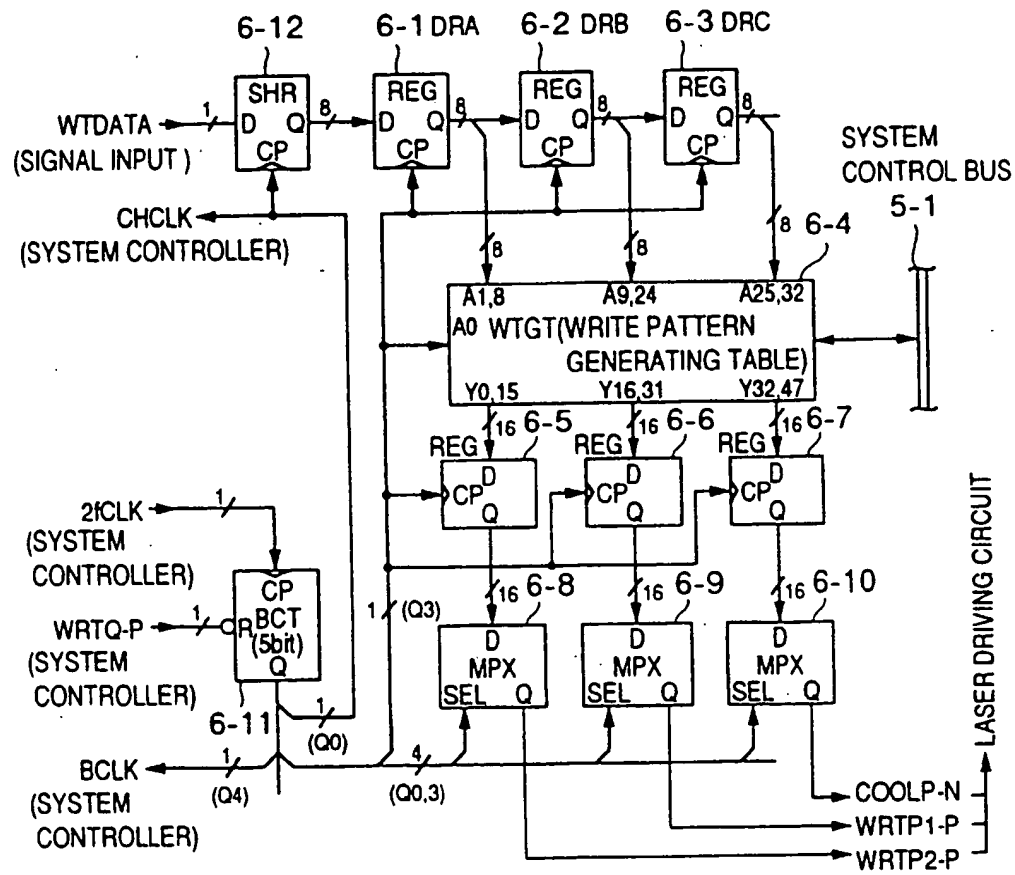 6-12
6-1 DRA
6-2 DRB
6-3 DRC
SHR
REG
REG
REG
WTDATA
1
D
Q
8
D
Q
8
D
Q
8
D
Q
8
(SIGNAL INPUT )
CP
CP
CP
CP
SYSTEM
CONTROL BUS
5-1
CHCLK
(SYSTEM CONTROLLER)
8
8
8
6-4
A1,8
A9,24
A25,32
A0
WTGT(WRITE PATTERN
GENERATING TABLE)
Y0,15
Y16,31
Y32,47
16
6-5
16
6-6
16
6-7
REG
REG
REG
D
D
D
CP
CP
CP
Q
Q
Q
2fCLK
1
(SYSTEM
CONTROLLER)
CP
BCT
(5bit)
R
Q
WRTQ-P
1
(SYSTEM
CONTROLLER)
6-11
1
(Q3)
16
6-8
16
6-9
16
6-10
D
D
D
MPX
MPX
MPX
SEL
Q
SEL
Q
SEL
Q
1
(Q0)
BCLK
1
(Q4)
4
(Q0,3)
(SYSTEM
CONTROLLER)
COOLP-N
WRTP1-P
WRTP2-P
LASER DRIVING CIRCUIT